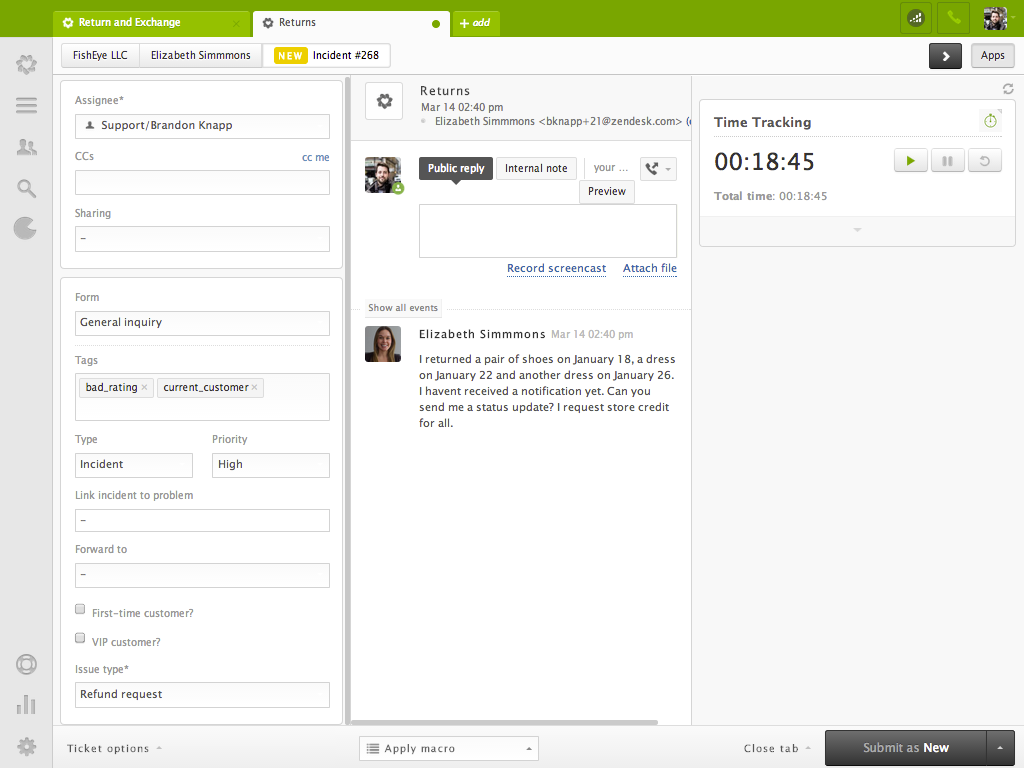 Return and Exchange
Returns
add
FishEye LLC
Elizabeth Simmmons
NEW Incident #268
Apps
Assignee*
Support/Brandon Knapp
CCs
cc me
Sharing
–
Form
General inquiry
Tags
bad_rating ×
current_customer ×
Type
Priority
Incident
High
Link incident to problem
–
Forward to
–
First-time customer?
VIP customer?
Issue type*
Refund request
Returns
Mar 14 02:40 pm
Elizabeth Simmmons <bknapp+21@zendesk.com>
Public reply
Internal note
your ...
Preview
Record screencast
Attach file
Show all events
Elizabeth Simmmons Mar 14 02:40 pm
I returned a pair of shoes on January 18, a dress
on January 22 and another dress on January 26.
I havent received a notification yet. Can you
send me a status update? I request store credit
for all.
Time Tracking
00:18:45
Total time: 00:18:45
Ticket options
Apply macro
Close tab
Submit as New